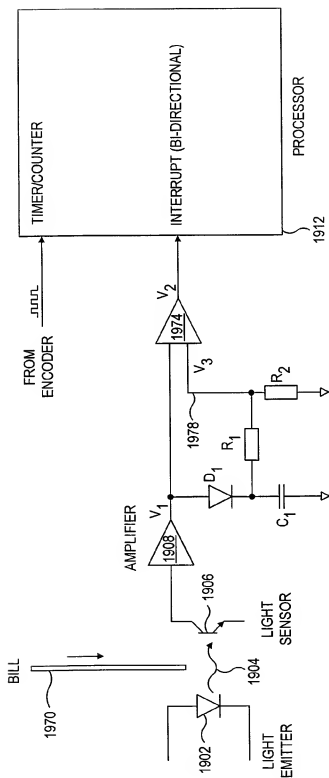 BILL
1970
LIGHT
EMITTER
1902
1904
LIGHT
SENSOR
1906
AMPLIFIER
1908
V1
D1
C1
R1
R2
1978
V3
1974
V2
FROM
ENCODER
TIMER/COUNTER
INTERRUPT (BI-DIRECTIONAL)
PROCESSOR
1912